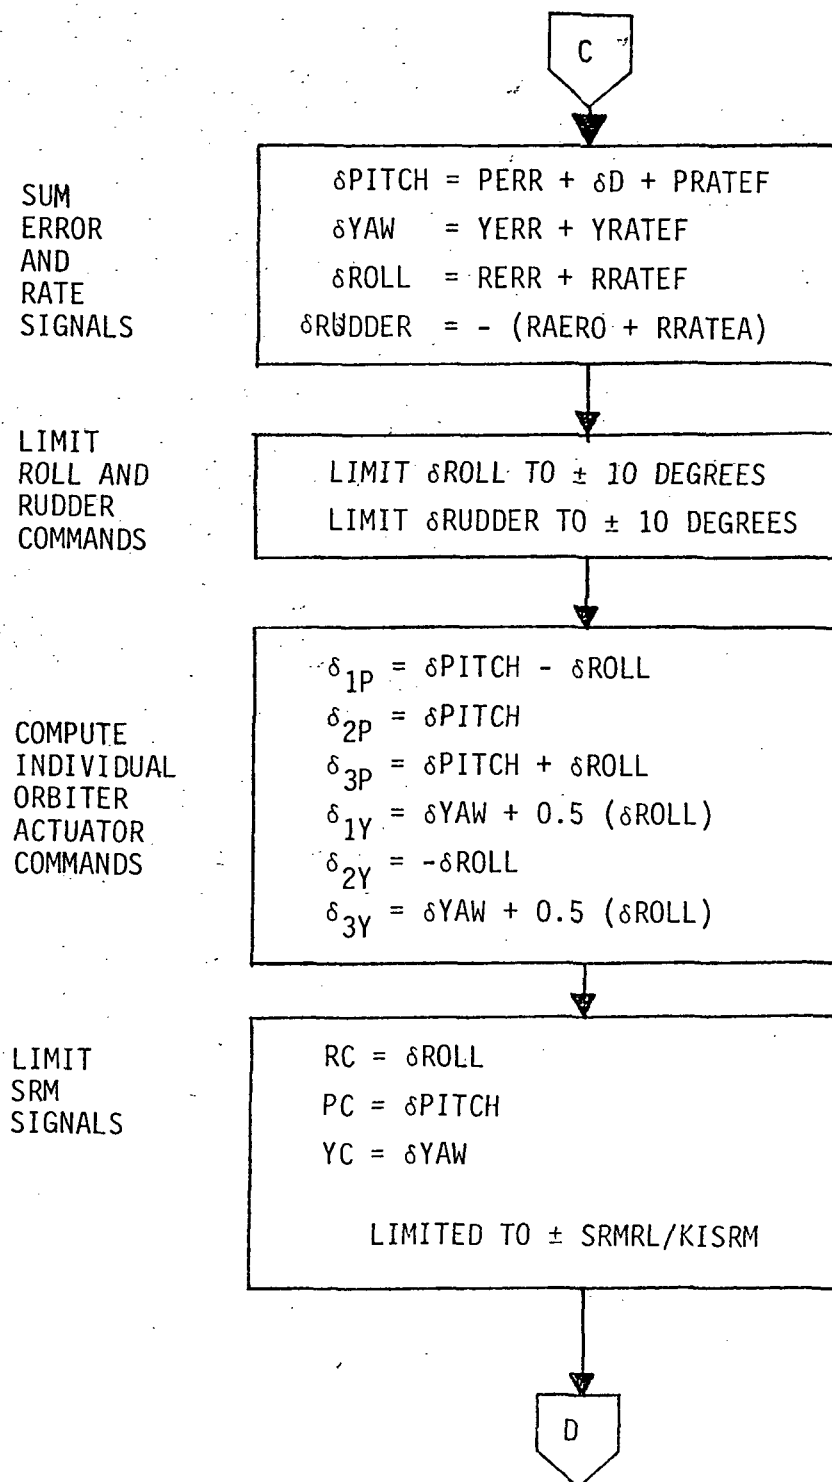 C
SUM
ERROR
AND
RATE
SIGNALS
δPITCH = PERR + δD + PRATEF
δYAW = YERR + YRATEF
δROLL = RERR + RRATEF
δRUDDER = - (RAERO + RRATEA)
LIMIT
ROLL AND
RUDDER
COMMANDS
LIMIT δROLL TO ± 10 DEGREES
LIMIT δRUDDER TO ± 10 DEGREES
COMPUTE
INDIVIDUAL
ORBITER
ACTUATOR
COMMANDS
δ1P = δPITCH - δROLL
δ2P = δPITCH
δ3P = δPITCH + δROLL
δ1Y = δYAW + 0.5 (δROLL)
δ2Y = -δROLL
δ3Y = δYAW + 0.5 (δROLL)
LIMIT
SRM
SIGNALS
RC = δROLL
PC = δPITCH
YC = δYAW
LIMITED TO ± SRMRL/KISRM
D